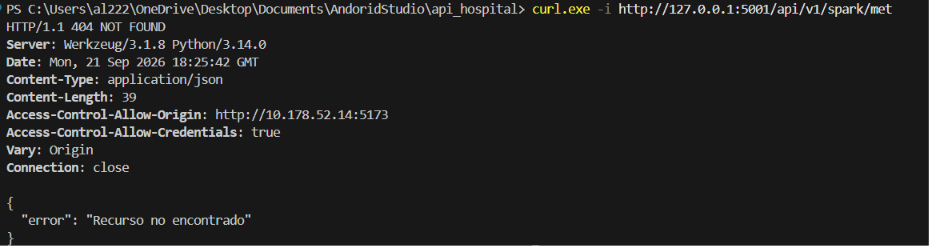 PS C:\Users\al222\OneDrive\Desktop\Documents\AndoridStudio\api_hospital> curl.exe -i http://127.0.0.1:5001/api/v1/spark/met
HTTP/1.1 404 NOT FOUND
Server: Werkzeug/3.1.8 Python/3.14.0
Date: Mon, 21 Sep 2026 18:25:42 GMT
Content-Type: application/json
Content-Length: 39
Access-Control-Allow-Origin: http://10.178.52.14:5173
Access-Control-Allow-Credentials: true
Vary: Origin
Connection: close

{
  "error": "Recurso no encontrado"
}